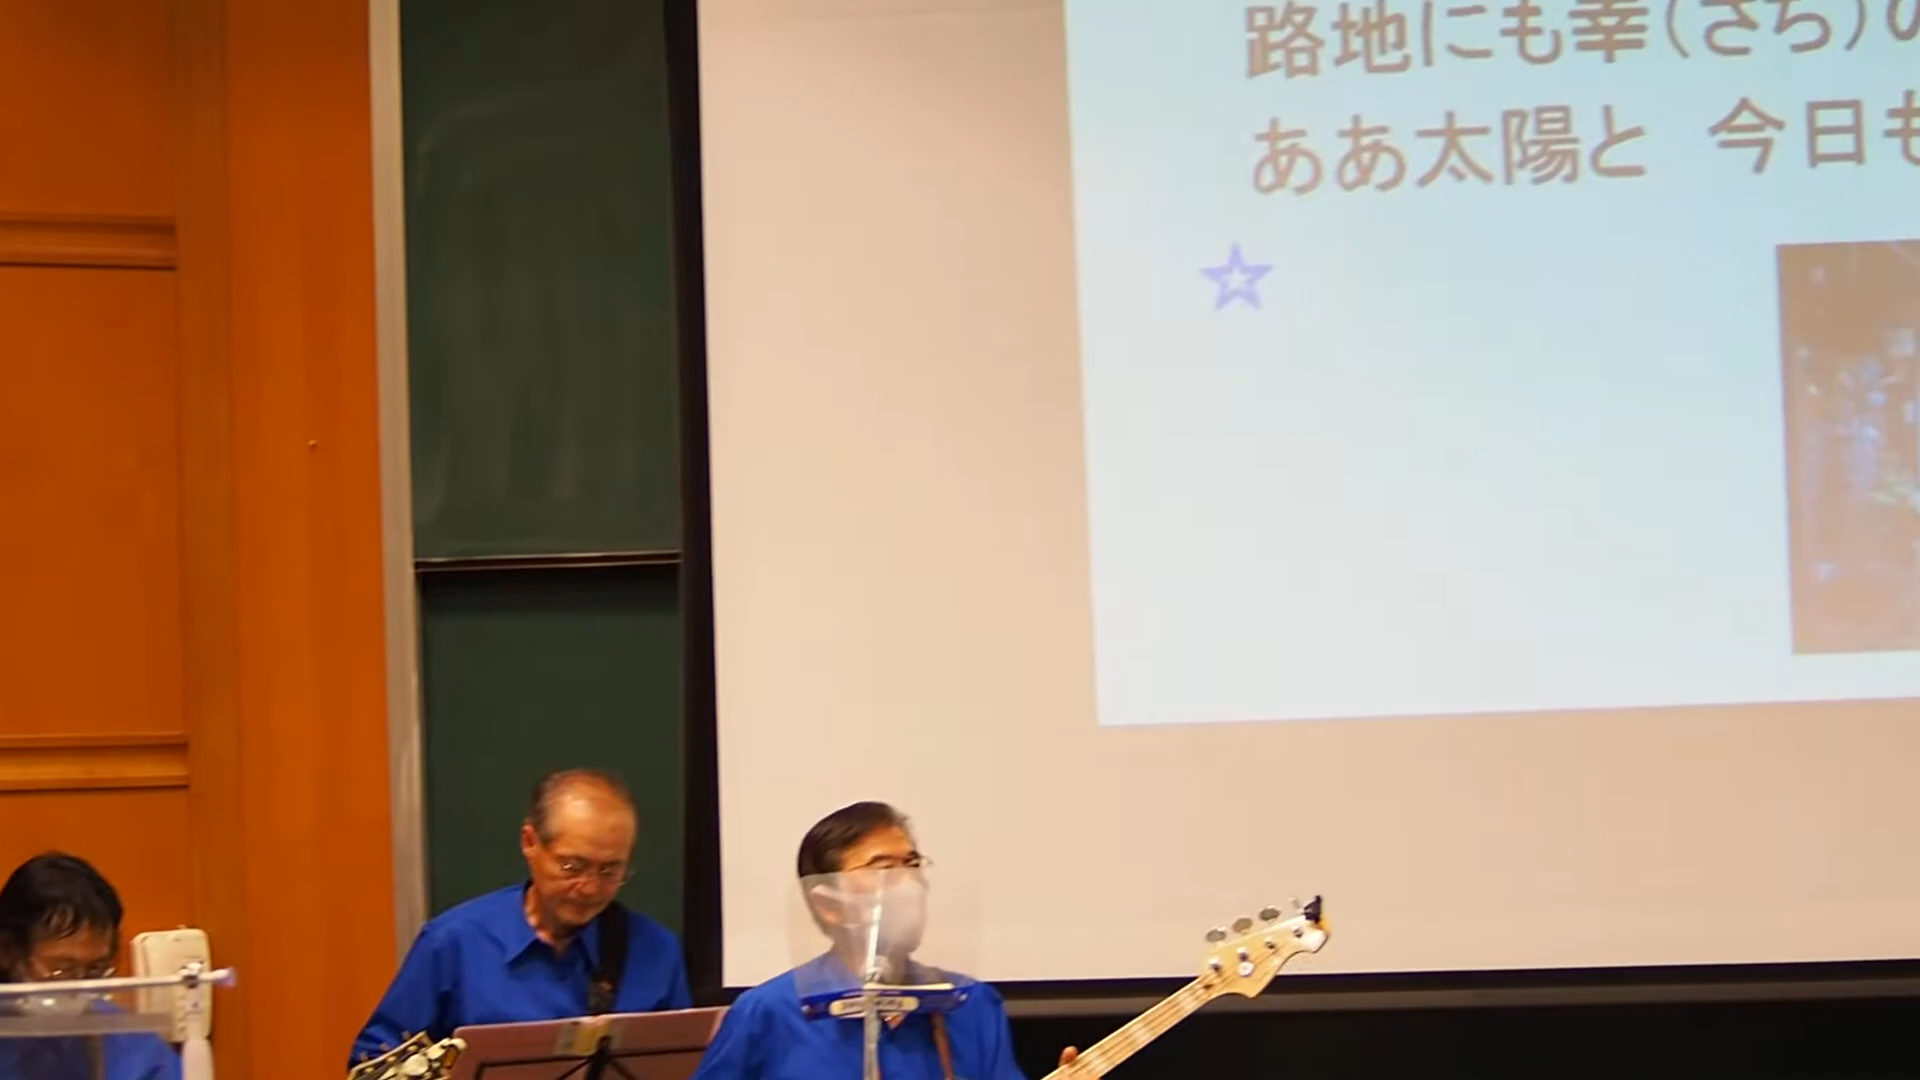 路地にも幸(さち)の
ああ太陽と 今日も
☆